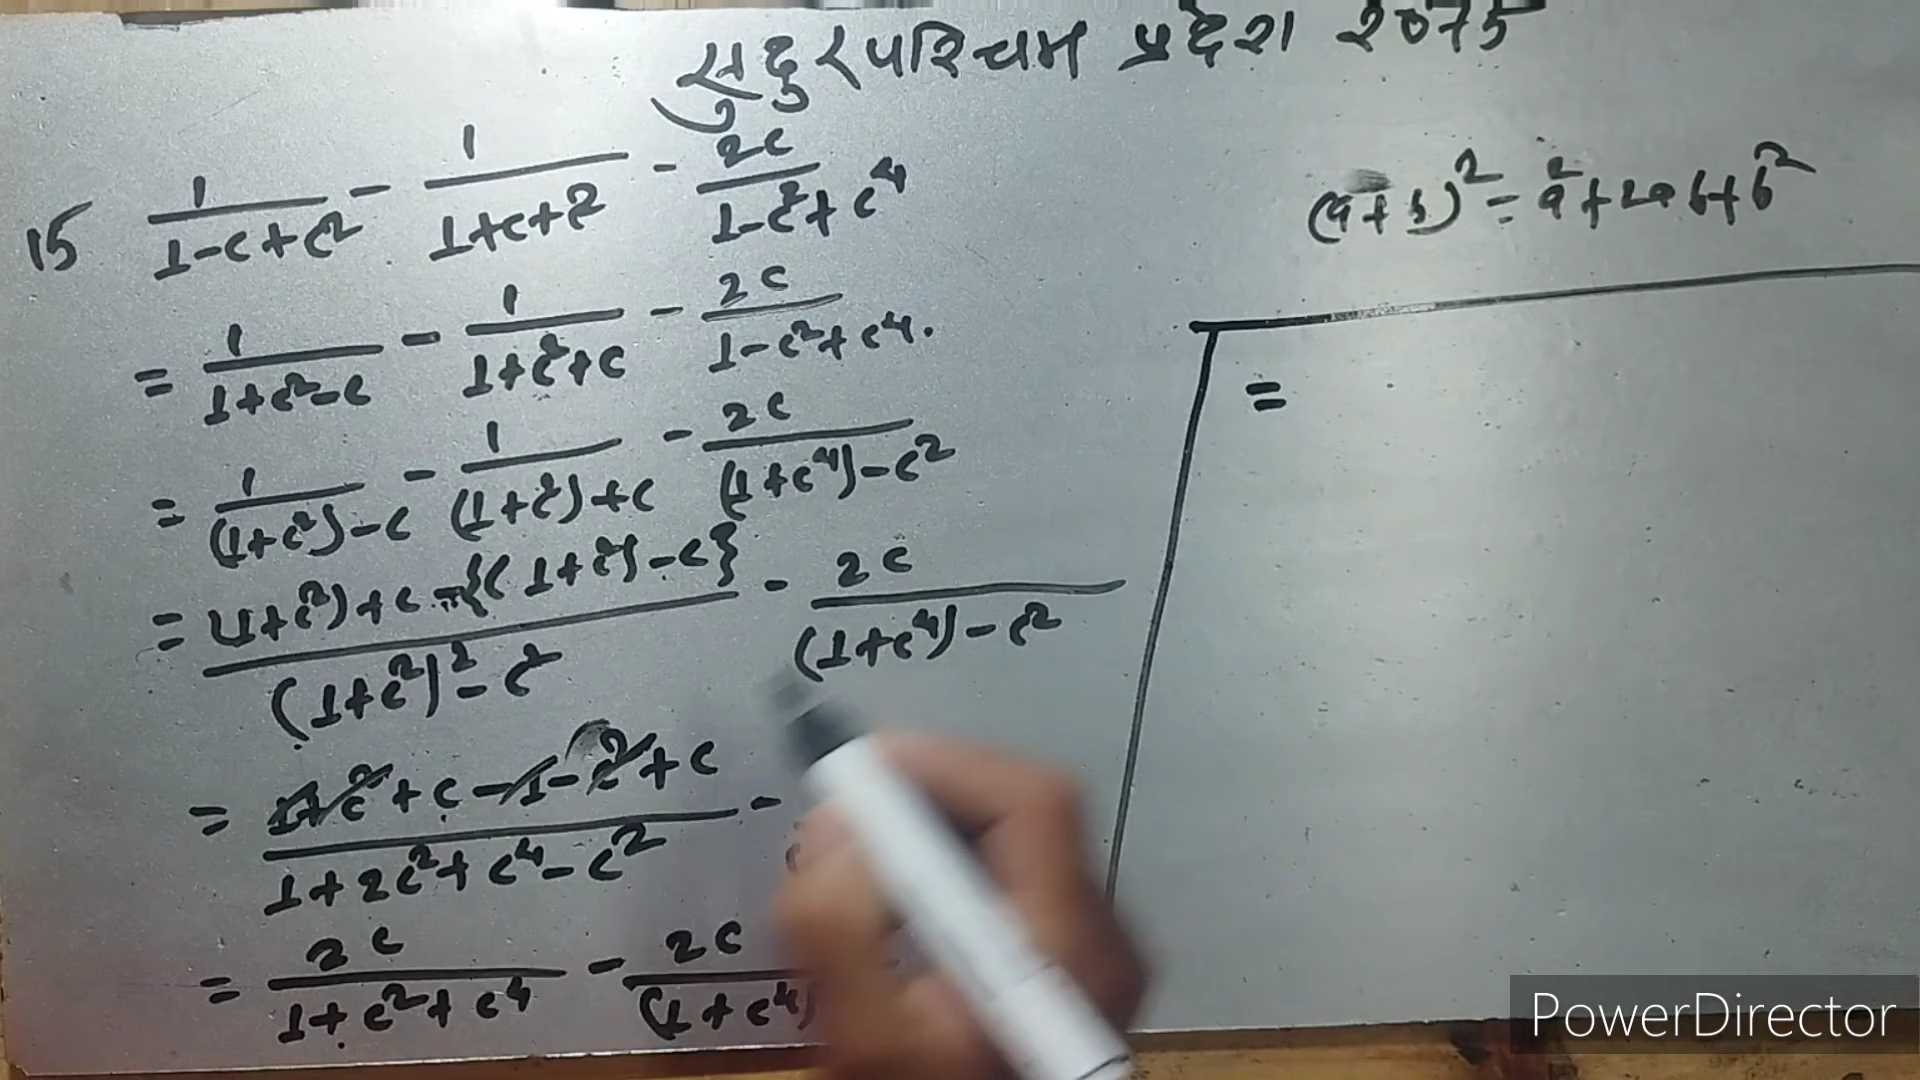 सुदुरपश्चिम प्रदेश २०75
15 1/(1-c+c²) - 1/(1+c+c²) - 2c/(1-c²+c⁴)
= 1/(1+c²-c) - 1/(1+c²+c) - 2c/(1-c²+c⁴).
= 1/((1+c²)-c) - 1/((1+c²)+c) - 2c/((1+c⁴)-c²)
= ((1+c²)+c-{(1+c²)-c})/((1+c²)²-c²) - 2c/((1+c⁴)-c²)
= (1+c²+c-1-c²+c)/(1+2c²+c⁴-c²) -
= 2c/(1+c²+c⁴) - 2c/(1+c⁴)
(a+b)²=a²+2ab+b²
=
PowerDirector